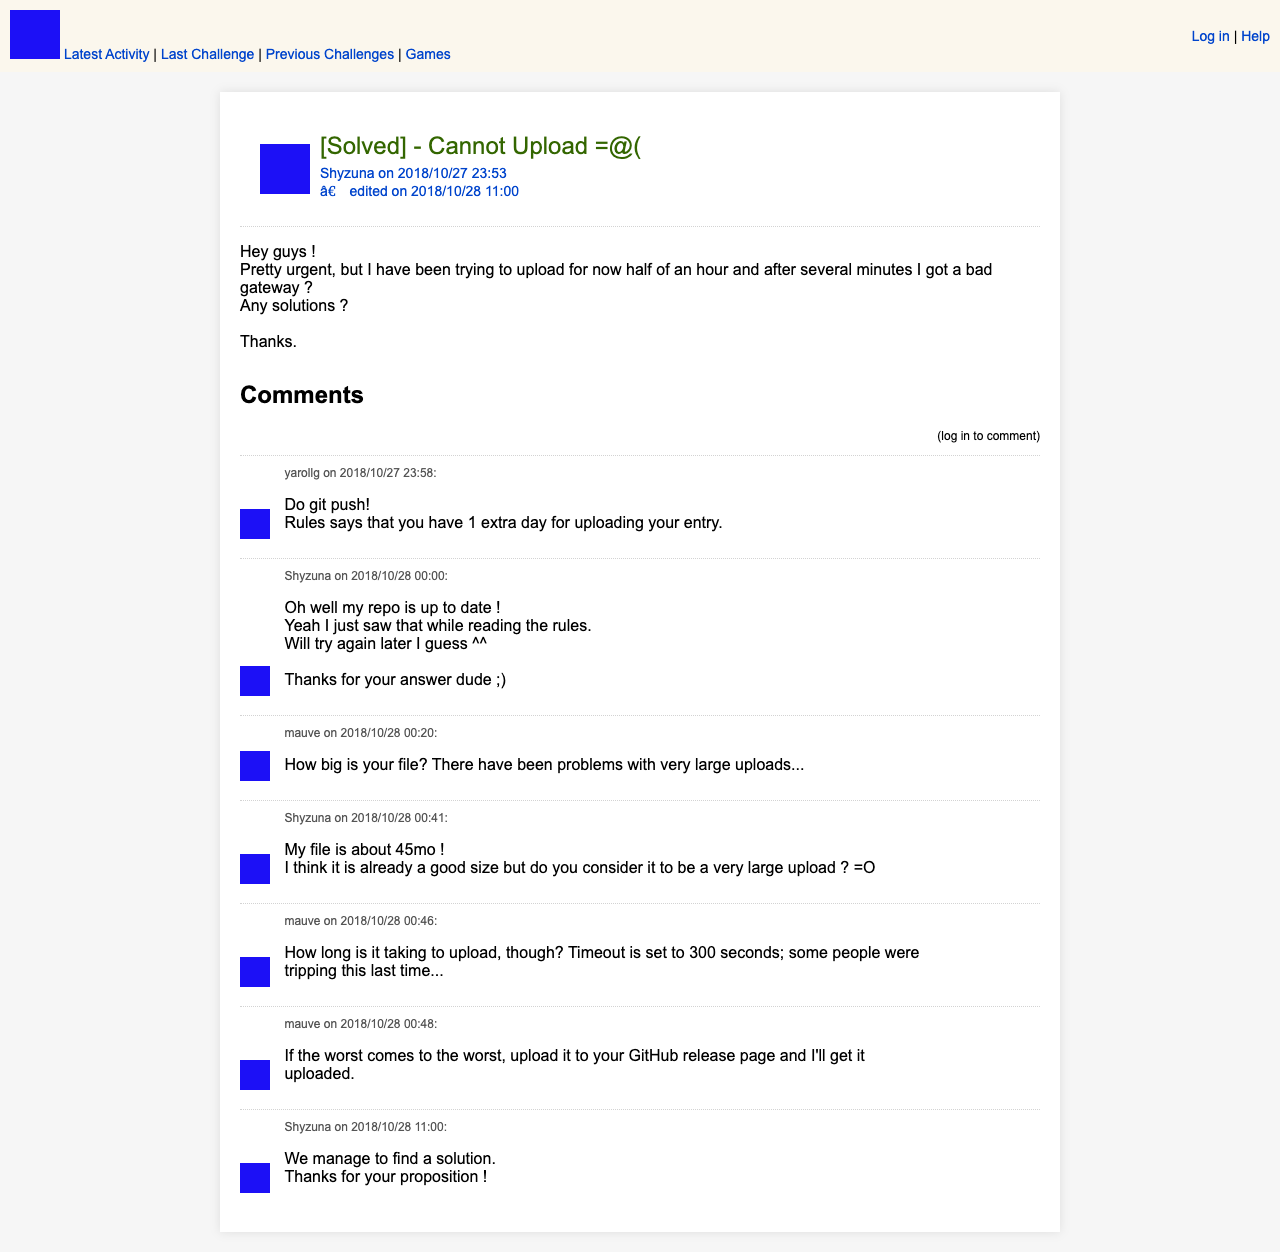 Latest Activity | Last Challenge | Previous Challenges | Games
Log in | Help
[Solved] - Cannot Upload =@(
Shyzuna on 2018/10/27 23:53
â€ edited on 2018/10/28 11:00
Hey guys !
Pretty urgent, but I have been trying to upload for now half of an hour and after several minutes I got a bad
gateway ?
Any solutions ?
Thanks.
Comments
(log in to comment)
yarollg on 2018/10/27 23:58:
Do git push!
Rules says that you have 1 extra day for uploading your entry.
Shyzuna on 2018/10/28 00:00:
Oh well my repo is up to date !
Yeah I just saw that while reading the rules.
Will try again later I guess ^^
Thanks for your answer dude ;)
mauve on 2018/10/28 00:20:
How big is your file? There have been problems with very large uploads...
Shyzuna on 2018/10/28 00:41:
My file is about 45mo !
I think it is already a good size but do you consider it to be a very large upload ? =O
mauve on 2018/10/28 00:46:
How long is it taking to upload, though? Timeout is set to 300 seconds; some people were
tripping this last time...
mauve on 2018/10/28 00:48:
If the worst comes to the worst, upload it to your GitHub release page and I'll get it
uploaded.
Shyzuna on 2018/10/28 11:00:
We manage to find a solution.
Thanks for your proposition !